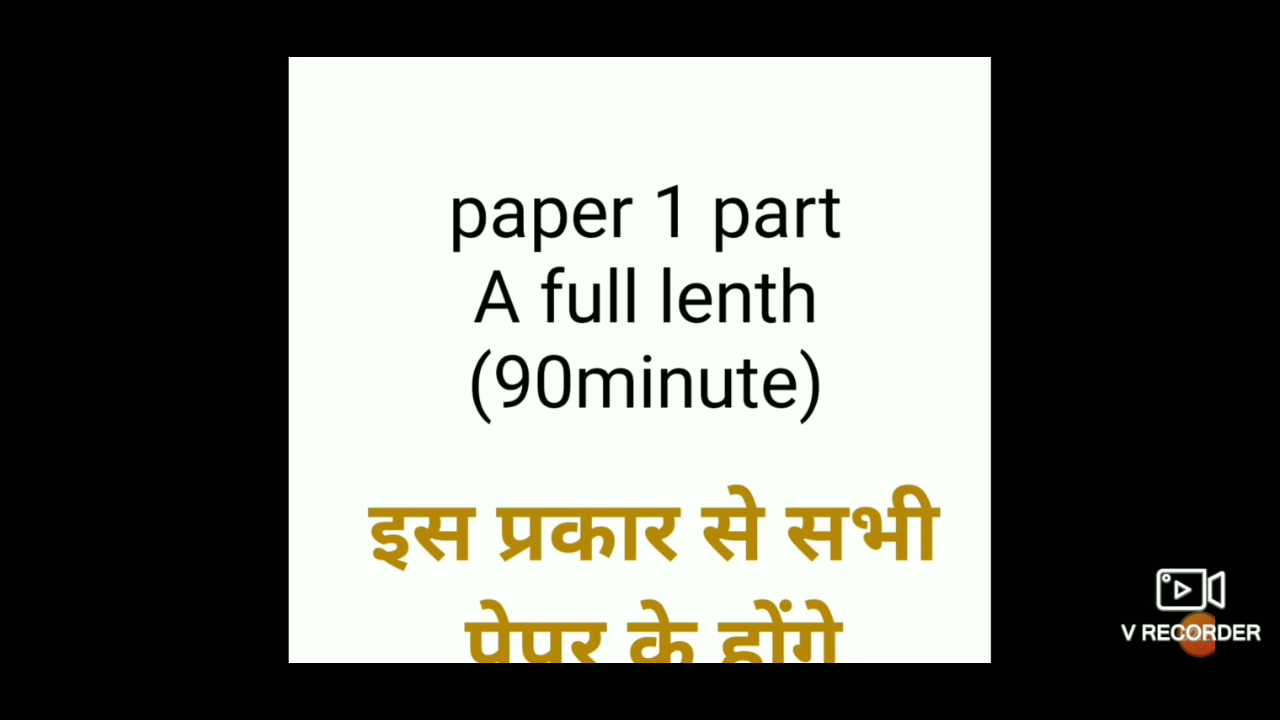 paper 1 part
A full lenth
(90minute)
इस प्रकार से सभी
पेपर के होंगे
V RECORDER